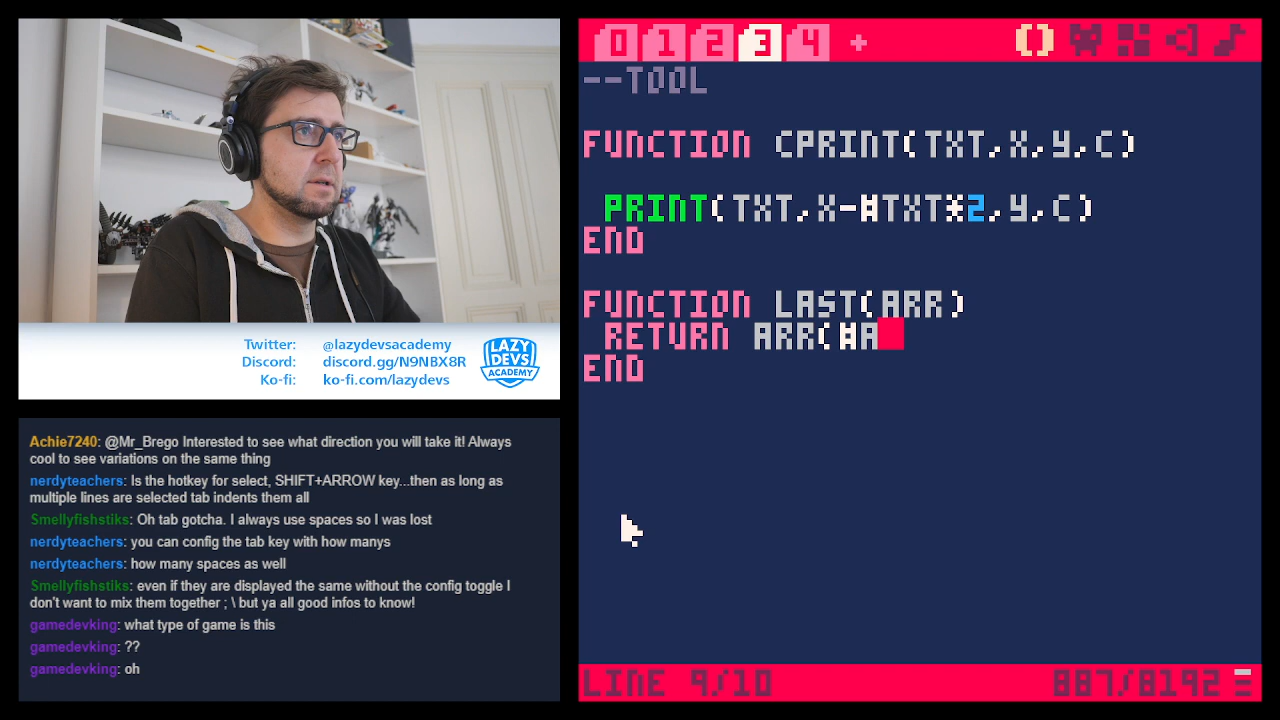 Twitter: @lazydevsacademy
Discord: discord.gg/N9NBX8R
Ko-fi: ko-fi.com/lazydevs
LAZY
DEVS
ACADEMY
Achie7240: @Mr_Brego Interested to see what direction you will take it! Always
cool to see variations on the same thing
nerdyteachers: Is the hotkey for select, SHIFT+ARROW key...then as long as
multiple lines are selected tab indents them all
Smellyfishstiks: Oh tab gotcha. I always use spaces so I was lost
nerdyteachers: you can config the tab key with how manys
nerdyteachers: how many spaces as well
Smellyfishstiks: even if they are displayed the same without the config toggle I
don't want to mix them together ; \ but ya all good infos to know!
gamedevking: what type of game is this
gamedevking: ??
gamedevking: oh
0 1 2 3 4 + ()
--TOOL
FUNCTION CPRINT(TXT,X,Y,C)
PRINT(TXT,X-#TXT*2,Y,C)
END
FUNCTION LAST(ARR)
RETURN ARR(#A
END
LINE 9/10 887/8192